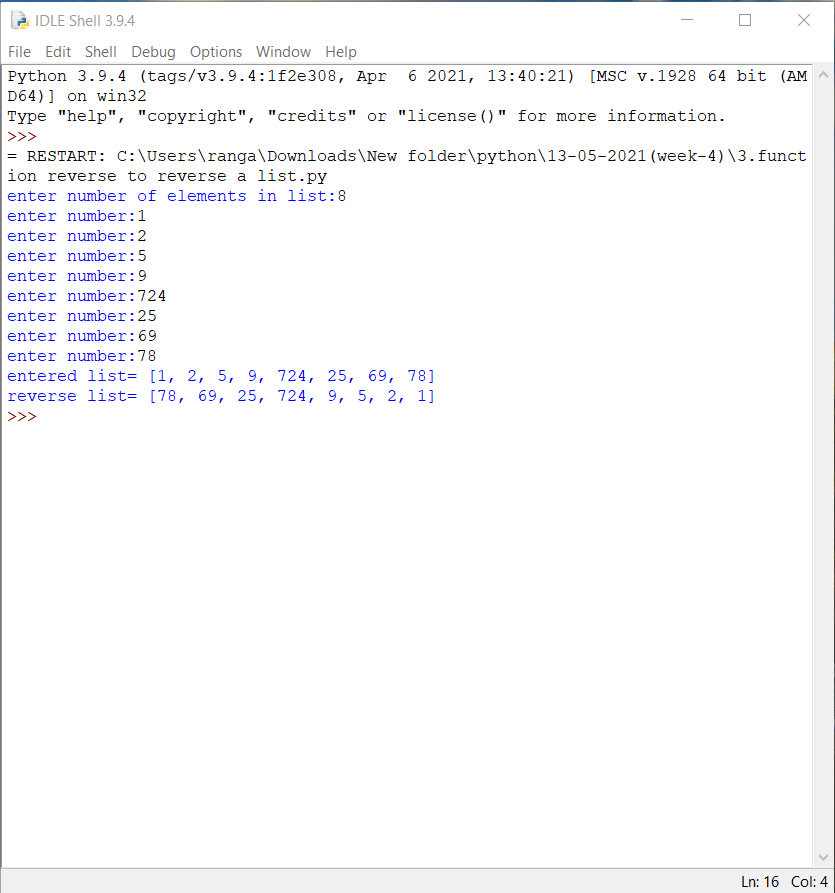 IDLE Shell 3.9.4
File Edit Shell Debug Options Window Help
Python 3.9.4 (tags/v3.9.4:1f2e308, Apr  6 2021, 13:40:21) [MSC v.1928 64 bit (AM
D64)] on win32
Type "help", "copyright", "credits" or "license()" for more information.
>>>
= RESTART: C:\Users\ranga\Downloads\New folder\python\13-05-2021(week-4)\3.funct
ion reverse to reverse a list.py
enter number of elements in list:8
enter number:1
enter number:2
enter number:5
enter number:9
enter number:724
enter number:25
enter number:69
enter number:78
entered list= [1, 2, 5, 9, 724, 25, 69, 78]
reverse list= [78, 69, 25, 724, 9, 5, 2, 1]
>>>
Ln: 16 Col: 4